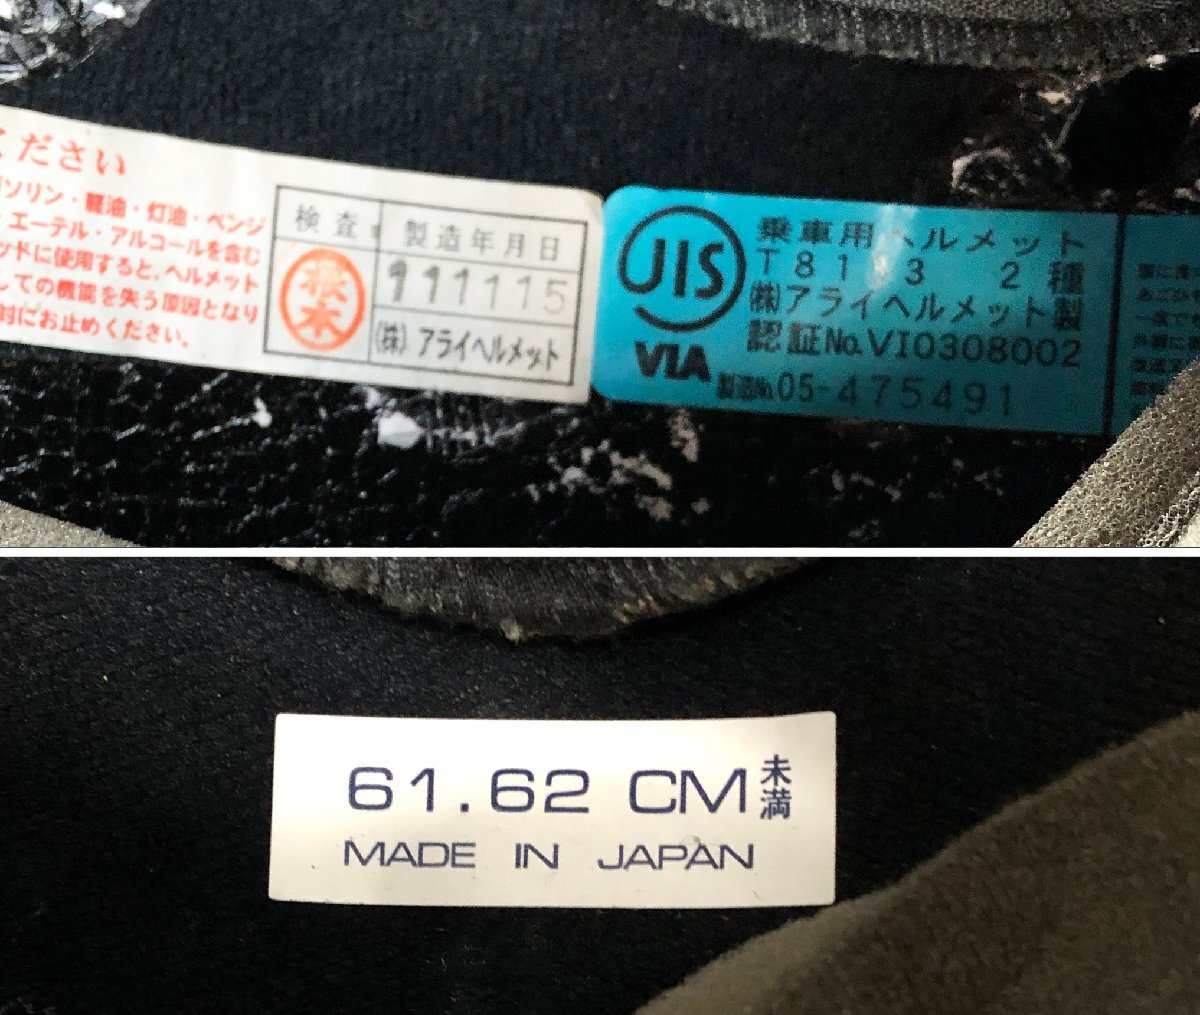 ください
ソリン・軽油・灯油・ベンジ
エーテル・アルコールを含む
ッドに使用すると、ヘルメット
しての機能を失う原因となり
対にお止めください。
検査 製造年月日
111115
(株)アライヘルメット
JIS
VIA
乗車用ヘルメット
T 8133 2種
(株)アライヘルメット製
認証No.VI0308002
製造No.05-475491
61.62 CM未満
MADE IN JAPAN